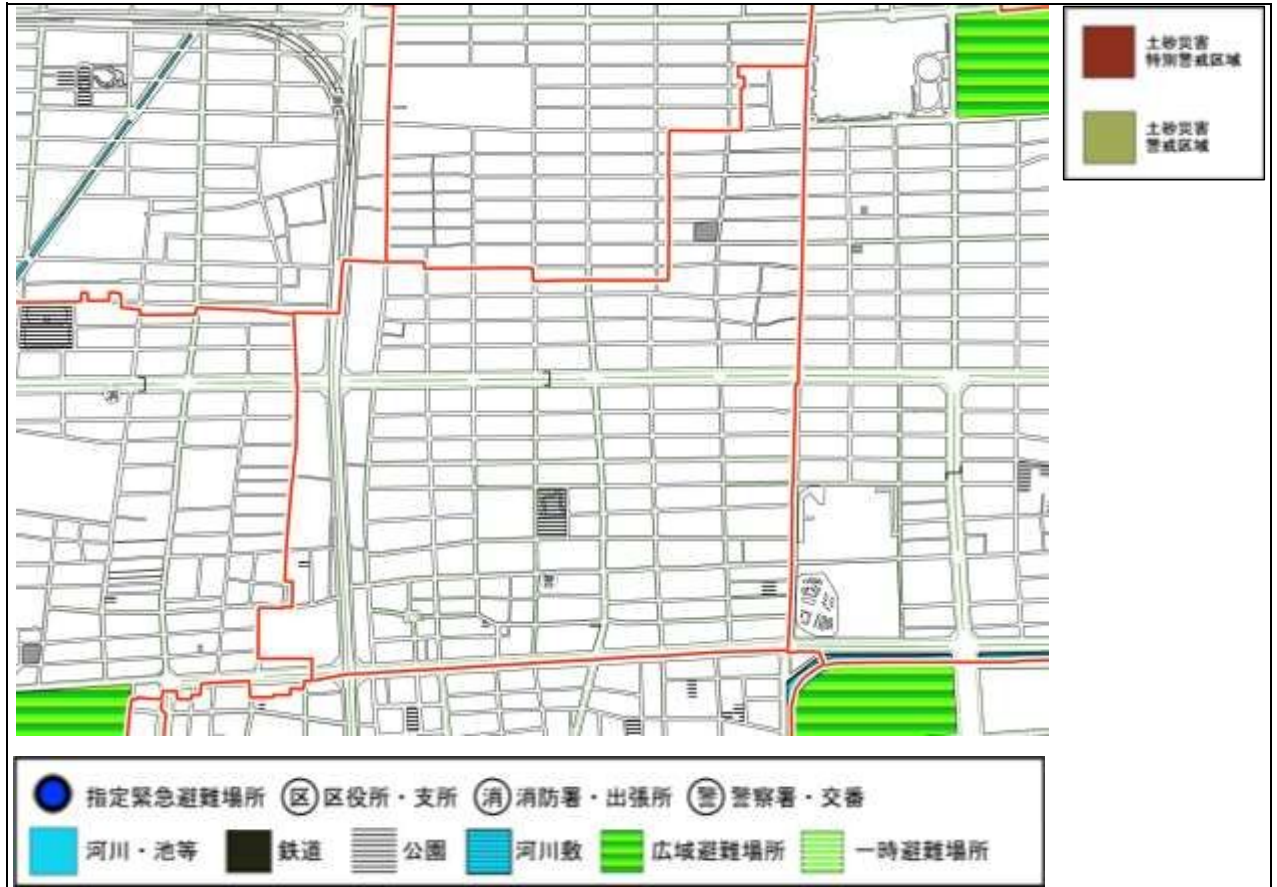 土砂災害
特別警戒区域
土砂災害
警戒区域
消
消
指定緊急避難場所 区 区役所・支所 消 消防署・出張所 警 警察署・交番
河川・池等 鉄道 公園 河川敷 広域避難場所 一時避難場所